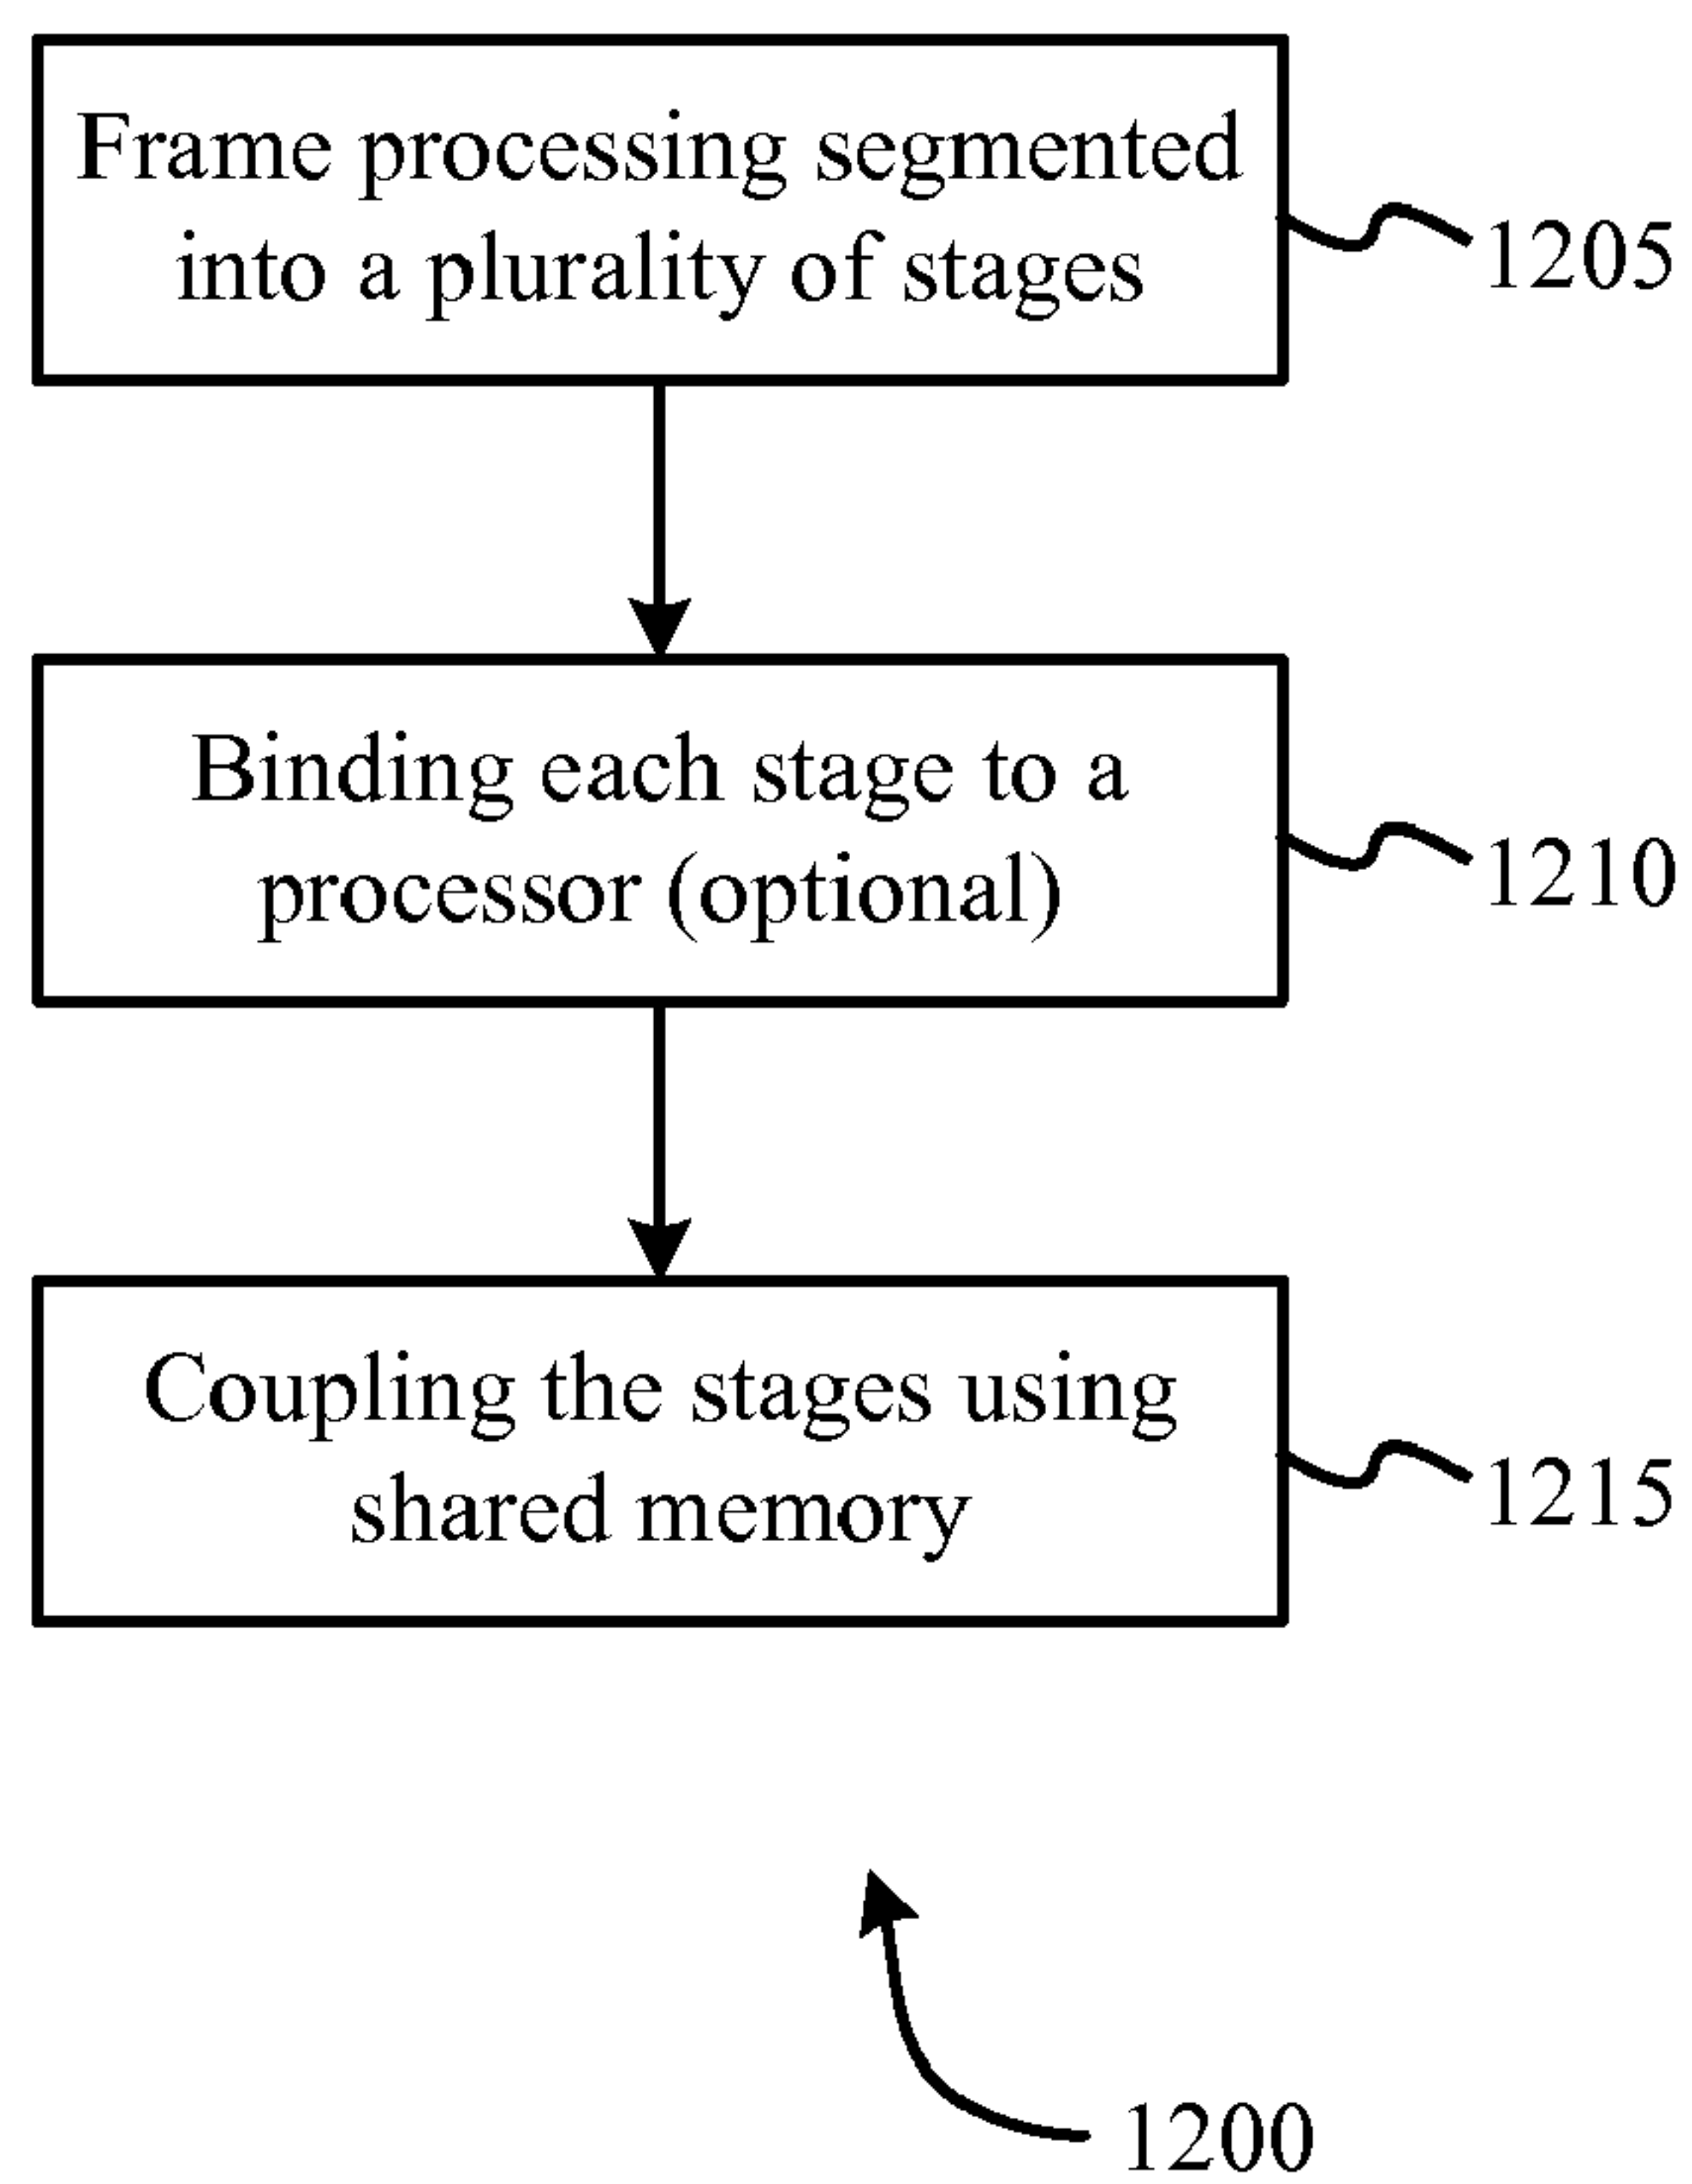 Frame processing segmented
into a plurality of stages
1205
Binding each stage to a
processor (optional)
1210
Coupling the stages using
shared memory
1215
1200